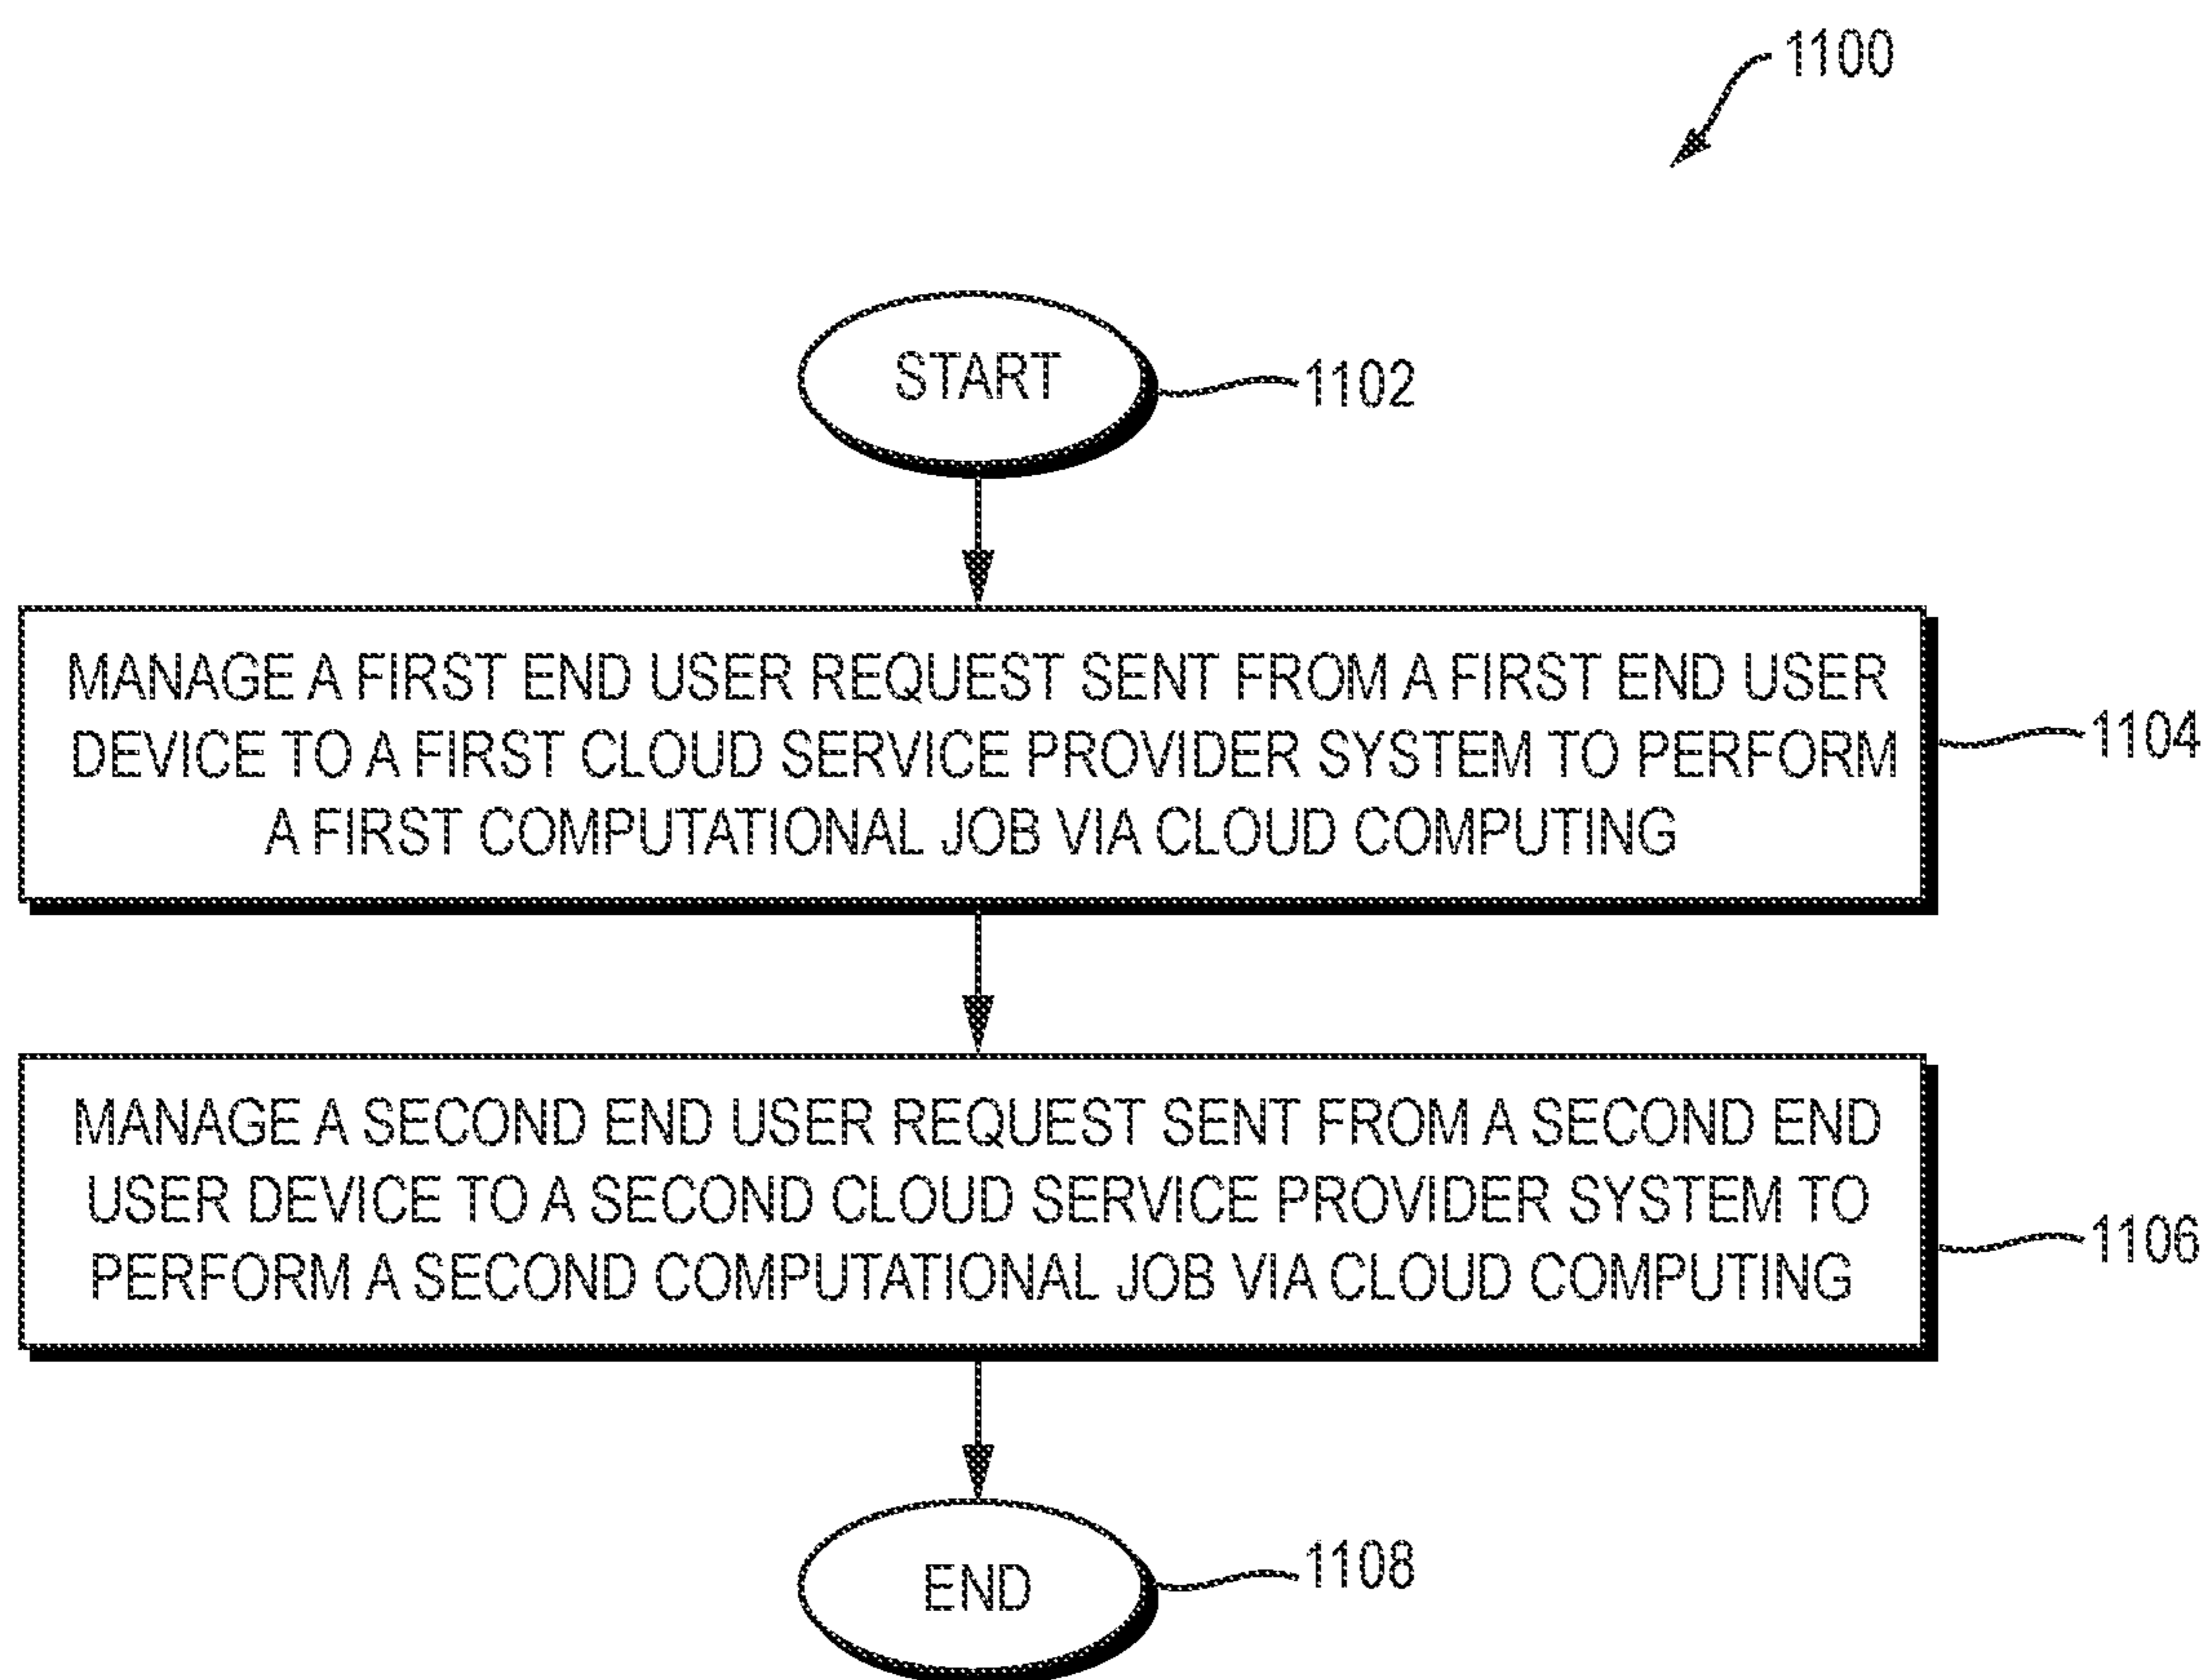 1100
START
1102
MANAGE A FIRST END USER REQUEST SENT FROM A FIRST END USER
DEVICE TO A FIRST CLOUD SERVICE PROVIDER SYSTEM TO PERFORM
A FIRST COMPUTATIONAL JOB VIA CLOUD COMPUTING
1104
MANAGE A SECOND END USER REQUEST SENT FROM A SECOND END
USER DEVICE TO A SECOND CLOUD SERVICE PROVIDER SYSTEM TO
PERFORM A SECOND COMPUTATIONAL JOB VIA CLOUD COMPUTING
1106
END
1108